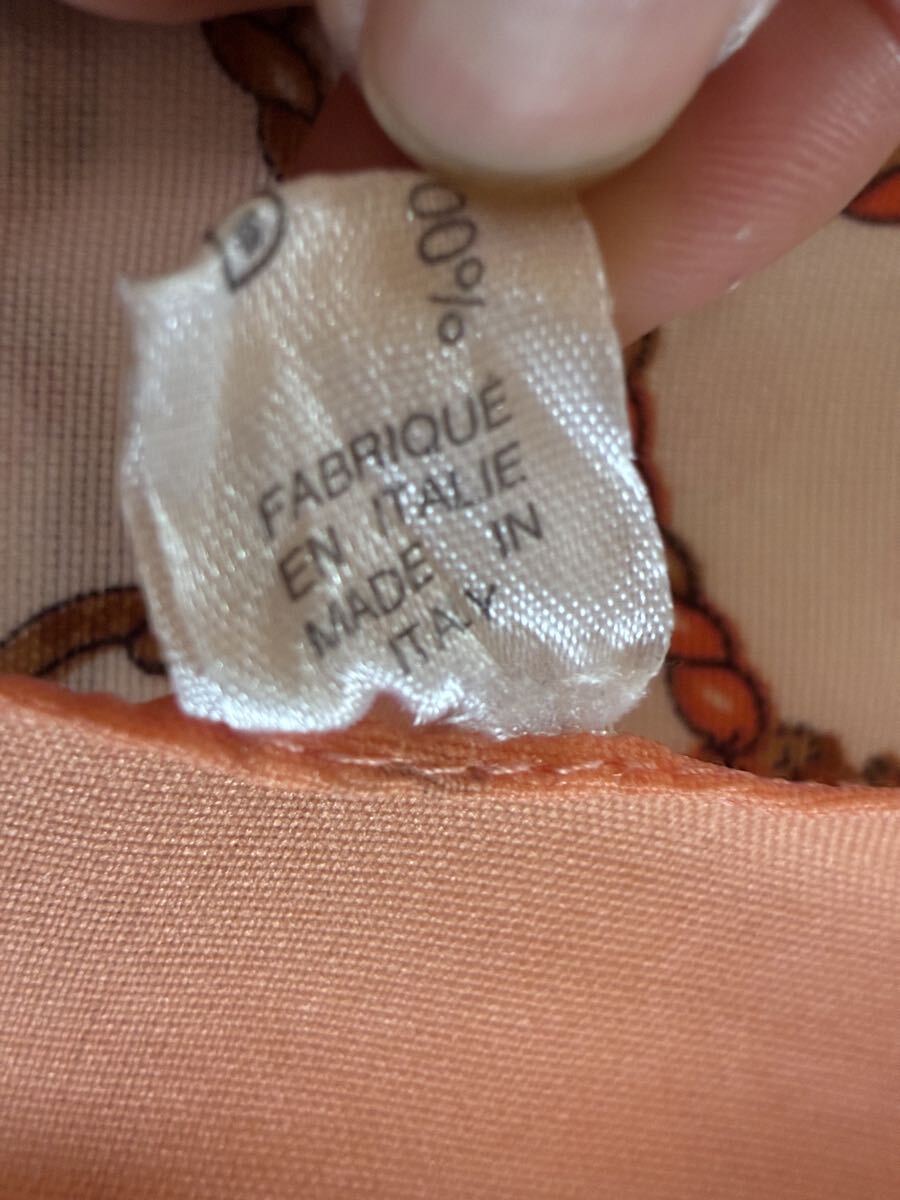 00%
FABRIQUÉ
EN ITALIE
MADE IN
ITALY